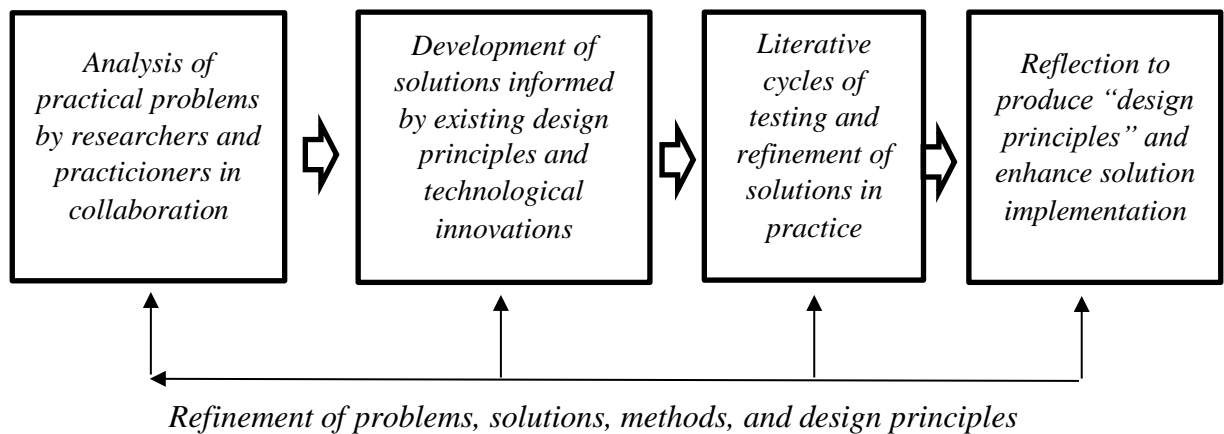 Analysis of
practical problems
by researchers and
practicioners in
collaboration
Development of
solutions informed
by existing design
principles and
technological
innovations
Literative
cycles of
testing and
refinement of
solutions in
practice
Reflection to
produce “design
principles” and
enhance solution
implementation
Refinement of problems, solutions, methods, and design principles